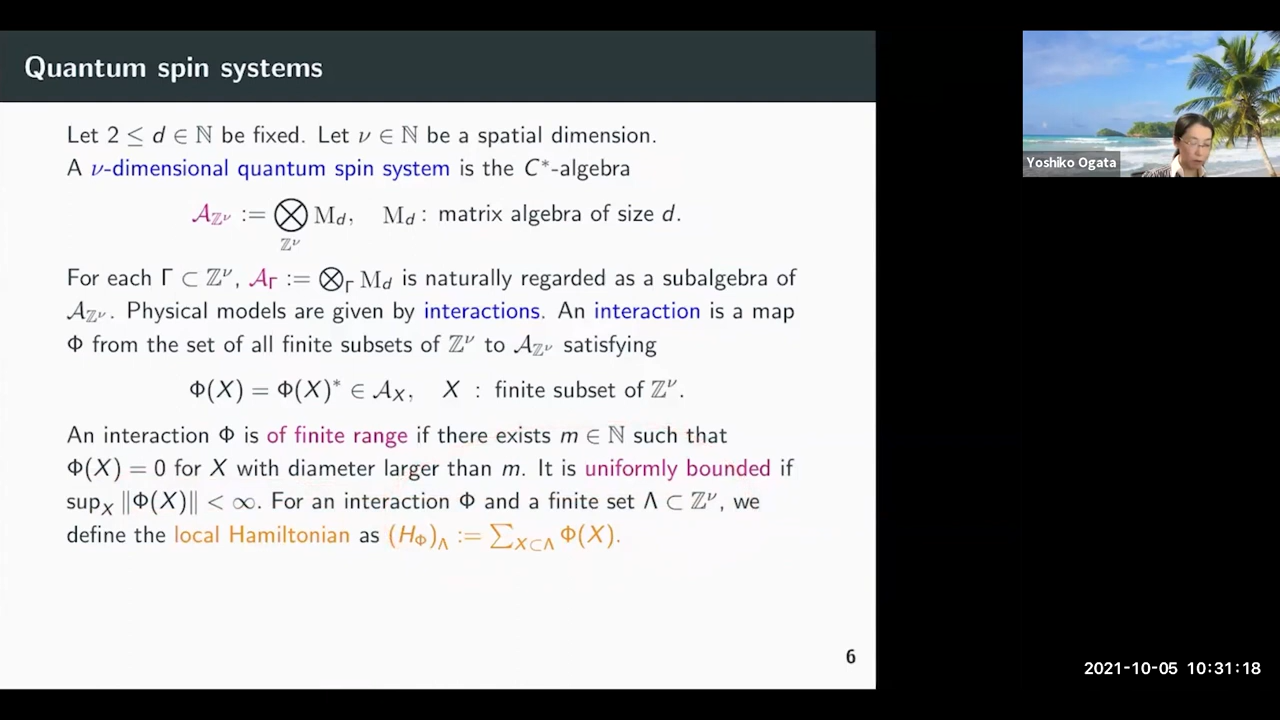 Quantum spin systems
Let 2 ≤ d ∈ ℕ be fixed. Let ν ∈ ℕ be a spatial dimension.
A ν-dimensional quantum spin system is the C*-algebra
𝒜_{ℤ^ν} := ⨂_{ℤ^ν} M_d, M_d : matrix algebra of size d.
For each Γ ⊂ ℤ^ν, 𝒜_Γ := ⨂_Γ M_d is naturally regarded as a subalgebra of
𝒜_{ℤ^ν}. Physical models are given by interactions. An interaction is a map
Φ from the set of all finite subsets of ℤ^ν to 𝒜_{ℤ^ν} satisfying
Φ(X) = Φ(X)* ∈ 𝒜_X, X : finite subset of ℤ^ν.
An interaction Φ is of finite range if there exists m ∈ ℕ such that
Φ(X) = 0 for X with diameter larger than m. It is uniformly bounded if
sup_X ‖Φ(X)‖ < ∞. For an interaction Φ and a finite set Λ ⊂ ℤ^ν, we
define the local Hamiltonian as (H_Φ)_Λ := ∑_{X⊂Λ} Φ(X).
6
Yoshiko Ogata
2021-10-05 10:31:18